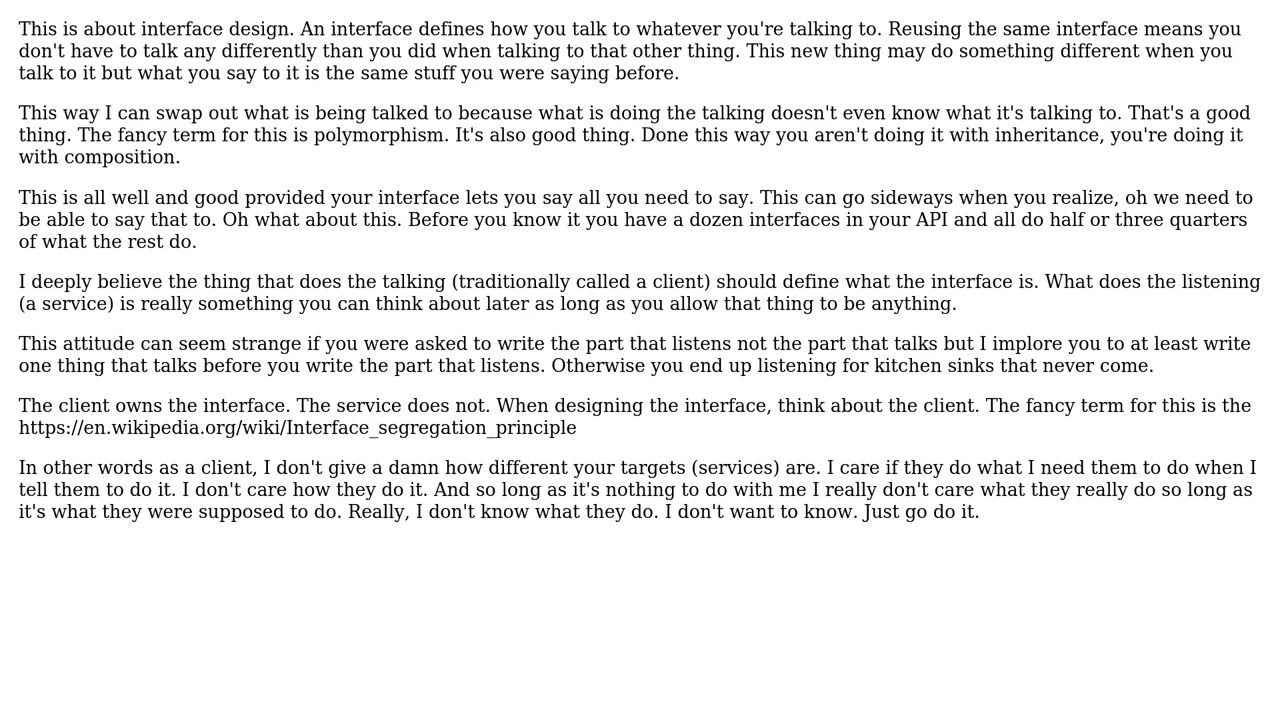 This is about interface design. An interface defines how you talk to whatever you're talking to. Reusing the same interface means you
don't have to talk any differently than you did when talking to that other thing. This new thing may do something different when you
talk to it but what you say to it is the same stuff you were saying before.
This way I can swap out what is being talked to because what is doing the talking doesn't even know what it's talking to. That's a good
thing. The fancy term for this is polymorphism. It's also good thing. Done this way you aren't doing it with inheritance, you're doing it
with composition.
This is all well and good provided your interface lets you say all you need to say. This can go sideways when you realize, oh we need to
be able to say that to. Oh what about this. Before you know it you have a dozen interfaces in your API and all do half or three quarters
of what the rest do.
I deeply believe the thing that does the talking (traditionally called a client) should define what the interface is. What does the listening
(a service) is really something you can think about later as long as you allow that thing to be anything.
This attitude can seem strange if you were asked to write the part that listens not the part that talks but I implore you to at least write
one thing that talks before you write the part that listens. Otherwise you end up listening for kitchen sinks that never come.
The client owns the interface. The service does not. When designing the interface, think about the client. The fancy term for this is the
https://en.wikipedia.org/wiki/Interface_segregation_principle
In other words as a client, I don't give a damn how different your targets (services) are. I care if they do what I need them to do when I
tell them to do it. I don't care how they do it. And so long as it's nothing to do with me I really don't care what they really do so long as
it's what they were supposed to do. Really, I don't know what they do. I don't want to know. Just go do it.